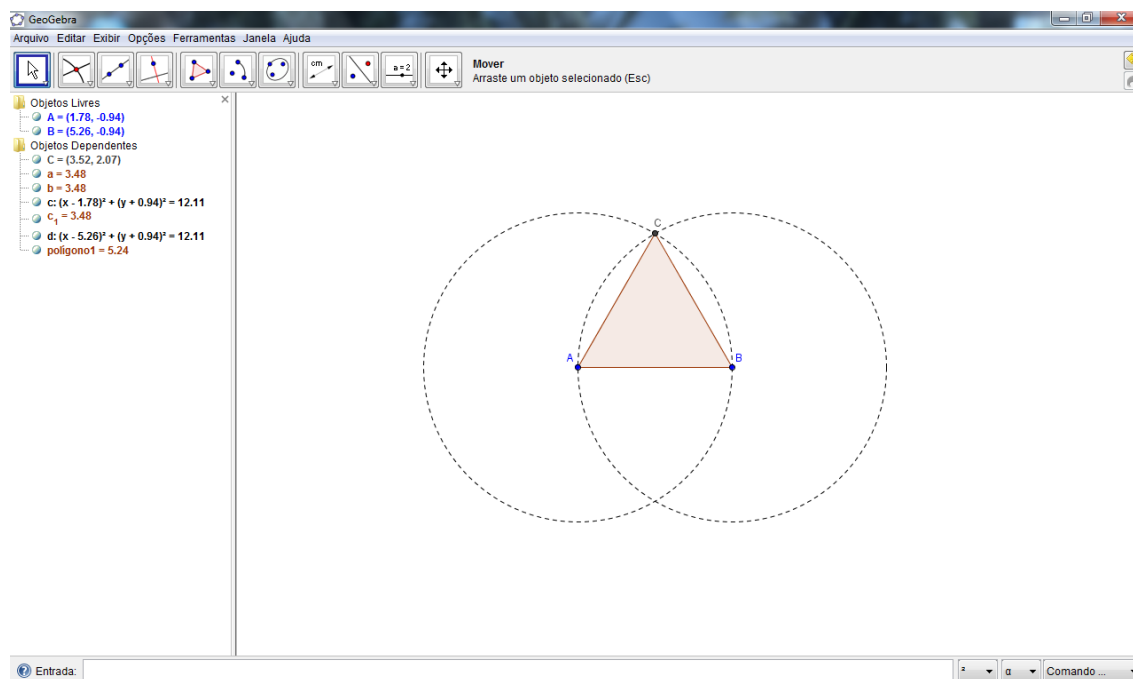 GeoGebra
Arquivo Editar Exibir Opções Ferramentas Janela Ajuda
cm
a=2
Mover
Arraste um objeto selecionado (Esc)
Objetos Livres
A = (1.78, -0.94)
B = (5.26, -0.94)
Objetos Dependentes
C = (3.52, 2.07)
a = 3.48
b = 3.48
c: (x - 1.78)² + (y + 0.94)² = 12.11
c₁ = 3.48
d: (x - 5.26)² + (y + 0.94)² = 12.11
polígono1 = 5.24
C
A
B
Entrada:
²
α
Comando ...